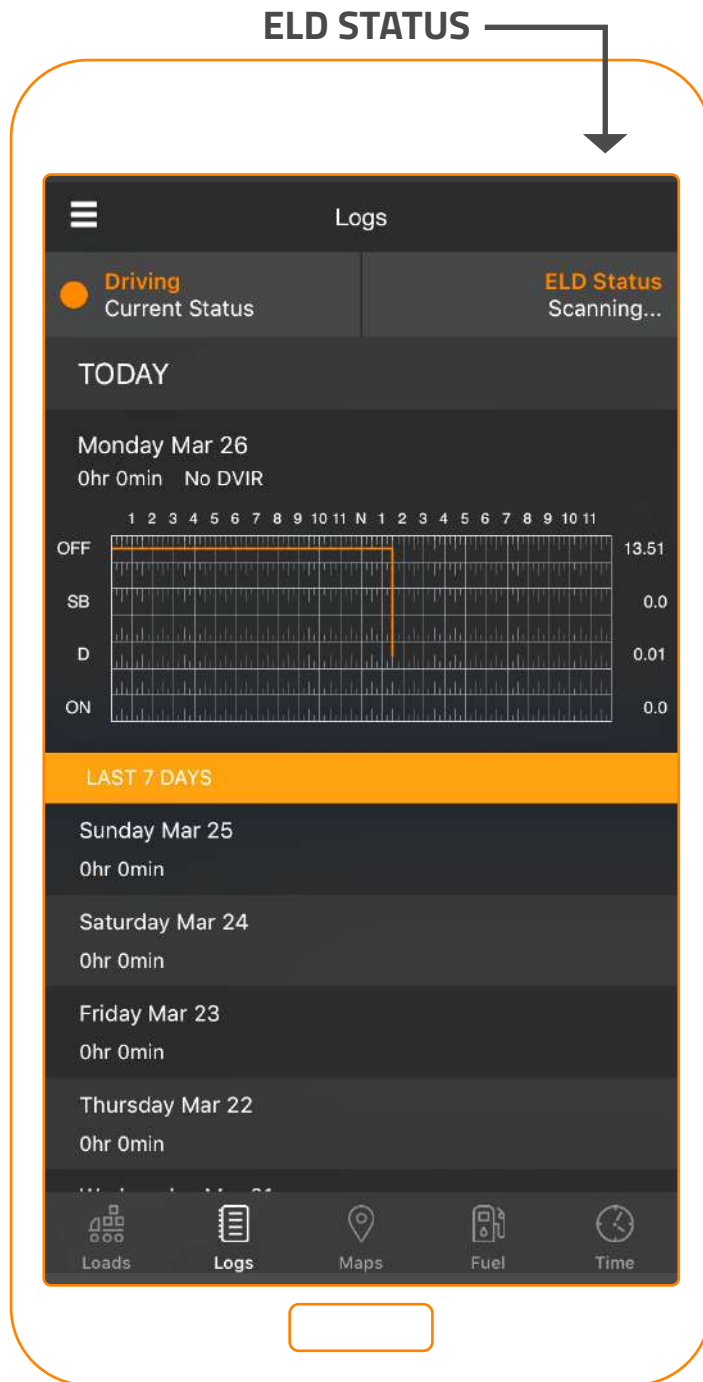 ELD STATUS
Logs
Driving
Current Status
ELD Status
Scanning...
TODAY
Monday Mar 26
0hr 0min No DVIR
1 2 3 4 5 6 7 8 9 10 11 N 1 2 3 4 5 6 7 8 9 10 11
OFF 13.51
SB 0.0
D 0.01
ON 0.0
LAST 7 DAYS
Sunday Mar 25
0hr 0min
Saturday Mar 24
0hr 0min
Friday Mar 23
0hr 0min
Thursday Mar 22
0hr 0min
Loads Logs Maps Fuel Time